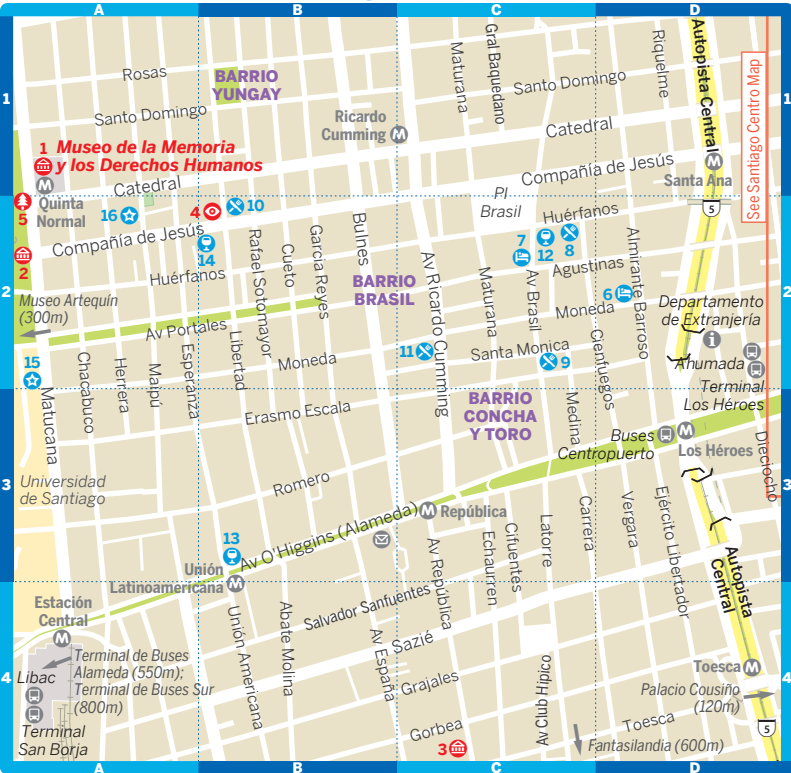 A
B
C
D
1
Rosas
BARRIO
YUNGAY
Santo Domingo
Ricardo
Cumming
M
Maturana
Gral Baquedano
Santo Domingo
Riquelme
Autopista Central
See Santiago Centro Map
1
Catedral
Compañía de Jesús
M
Santa Ana
1 Museo de la Memoria
y los Derechos Humanos
M
Quinta
Normal
Catedral
5
16
4
10
Pl
Brasil
Huérfanos
5
Compañía de Jesús
14
2
7
12
8
Huérfanos
Agustinas
Rafael Sotomayor
Cueto
García Reyes
Bulnes
BARRIO
BRASIL
Av Ricardo Cumming
Maturana
Av Brasil
6
Almirante Barroso
Moneda
2
2
Museo Artequín
(300m)
Av Portales
Departamento
de Extranjería
i
Ahumada
Terminal
Los Héroes
15
Matucana
Chacabuco
Herrera
Maipú
Esperanza
Libertad
Moneda
11
Santa Monica
9
Cienfuegos
Erasmo Escala
BARRIO
CONCHA
Y TORO
Medina
Buses
Centropuerto
M
Los Héroes
Dieciocho
3
3
Universidad
de Santiago
Romero
Av O'Higgins (Alameda)
M
República
13
Unión
Latinoamericana
M
Av República
Echaurren
Cifuentes
Latorre
Carrera
Vergara
Ejército Libertador
Autopista
Central
Estación
Central
M
Unión Americana
Abate Molina
Salvador Sanfuentes
Av España
Sazié
Grajales
Gorbea
3
Av Club Hípico
Toesca
M
4
4
Terminal de Buses
Alameda (550m);
Terminal de Buses Sur
(800m)
Libac
Terminal
San Borja
Palacio Cousiño
(120m)
Toesca
5
Fantasilandia (600m)
A
B
C
D